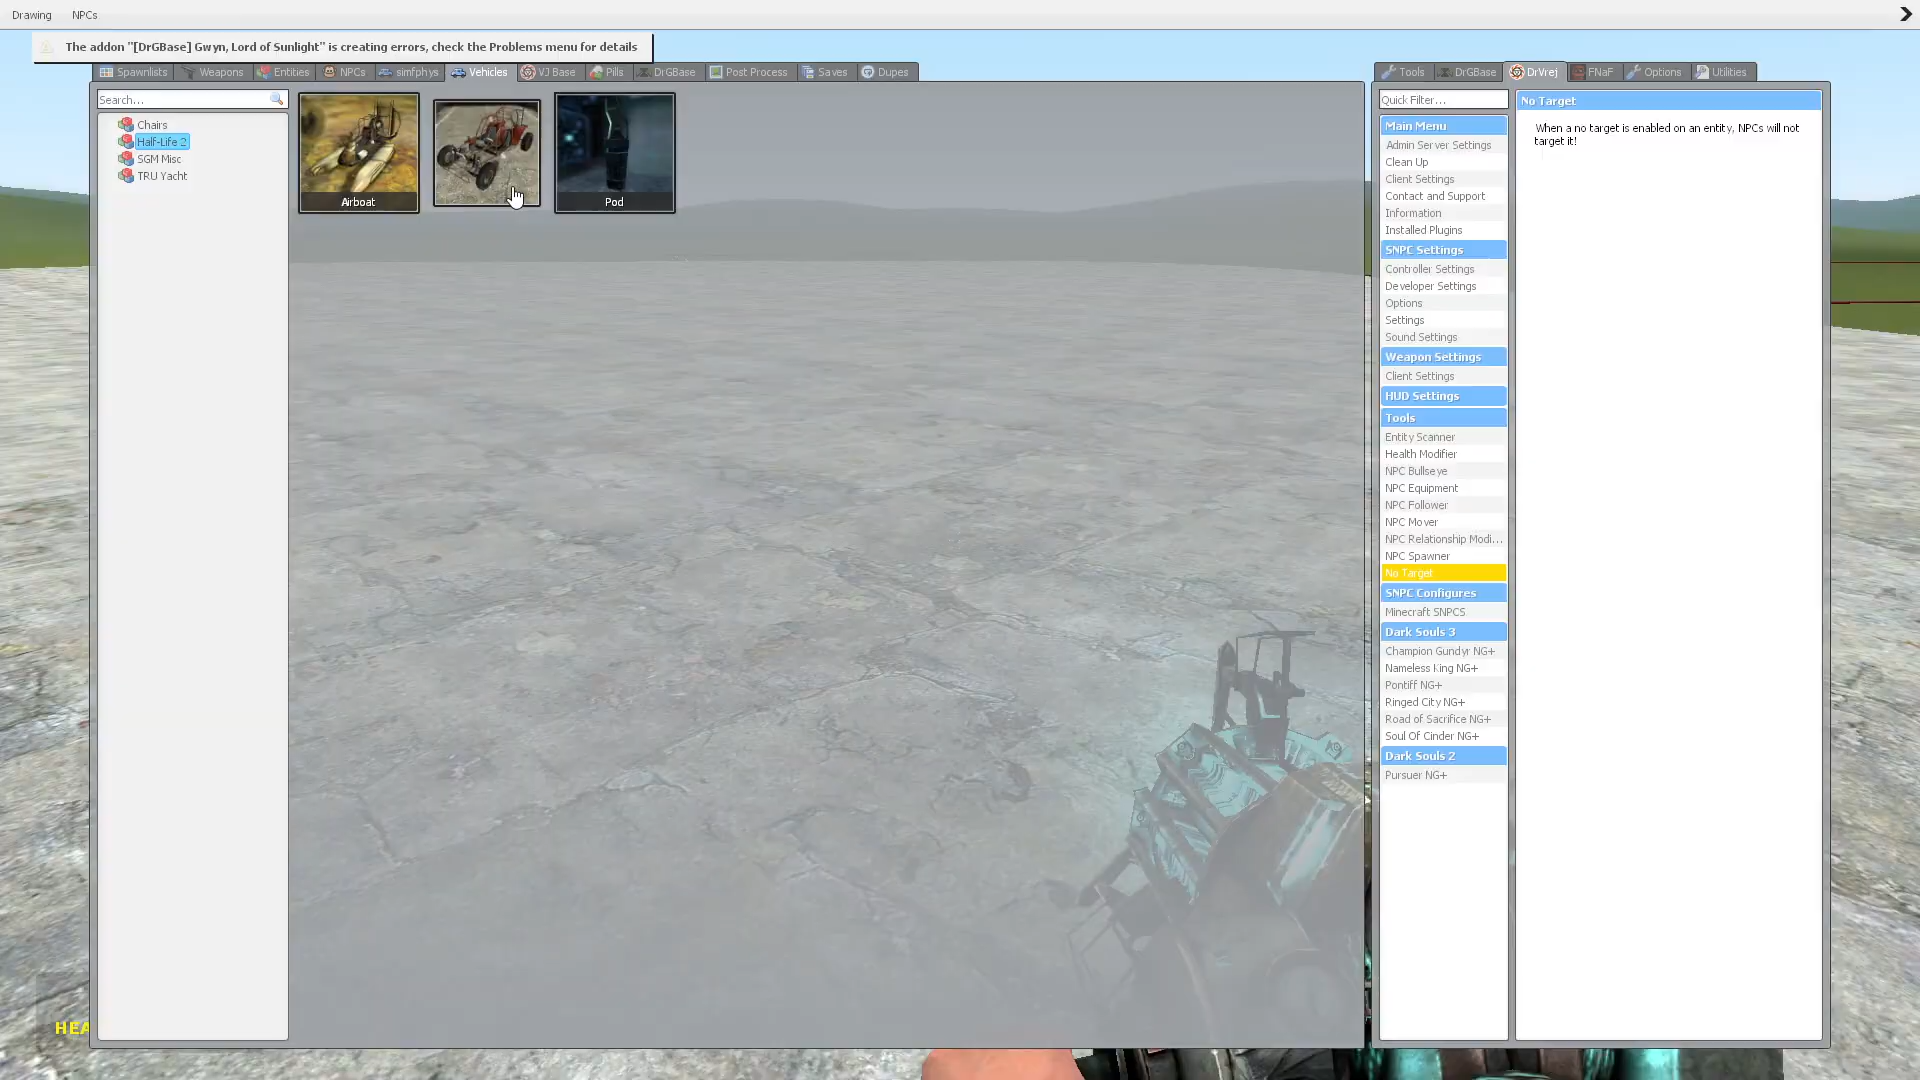 Drawing NPCs
The addon "[DrGBase] Gwyn, Lord of Sunlight" is creating errors, check the Problems menu for details
Spawnlists Weapons Entities NPCs simfphys Vehicles VJ Base Pills DrGBase Post Process Saves Dupes
Search...
Chairs
Half-Life 2
SGM Misc
TRU Yacht
Airboat
Pod
Tools DrGBase DrVrej FNaF Options Utilities
Quick Filter...
Main Menu
Admin Server Settings
Clean Up
Client Settings
Contact and Support
Information
Installed Plugins
SNPC Settings
Controller Settings
Developer Settings
Options
Settings
Sound Settings
Weapon Settings
Client Settings
HUD Settings
Tools
Entity Scanner
Health Modifier
NPC Bullseye
NPC Equipment
NPC Follower
NPC Mover
NPC Relationship Modi...
NPC Spawner
No Target
SNPC Configures
Minecraft SNPCS
Dark Souls 3
Champion Gundyr NG+
Nameless King NG+
Pontiff NG+
Ringed City NG+
Road of Sacrifice NG+
Soul Of Cinder NG+
Dark Souls 2
Pursuer NG+
No Target
When a no target is enabled on an entity, NPCs will not
target it!
HEA